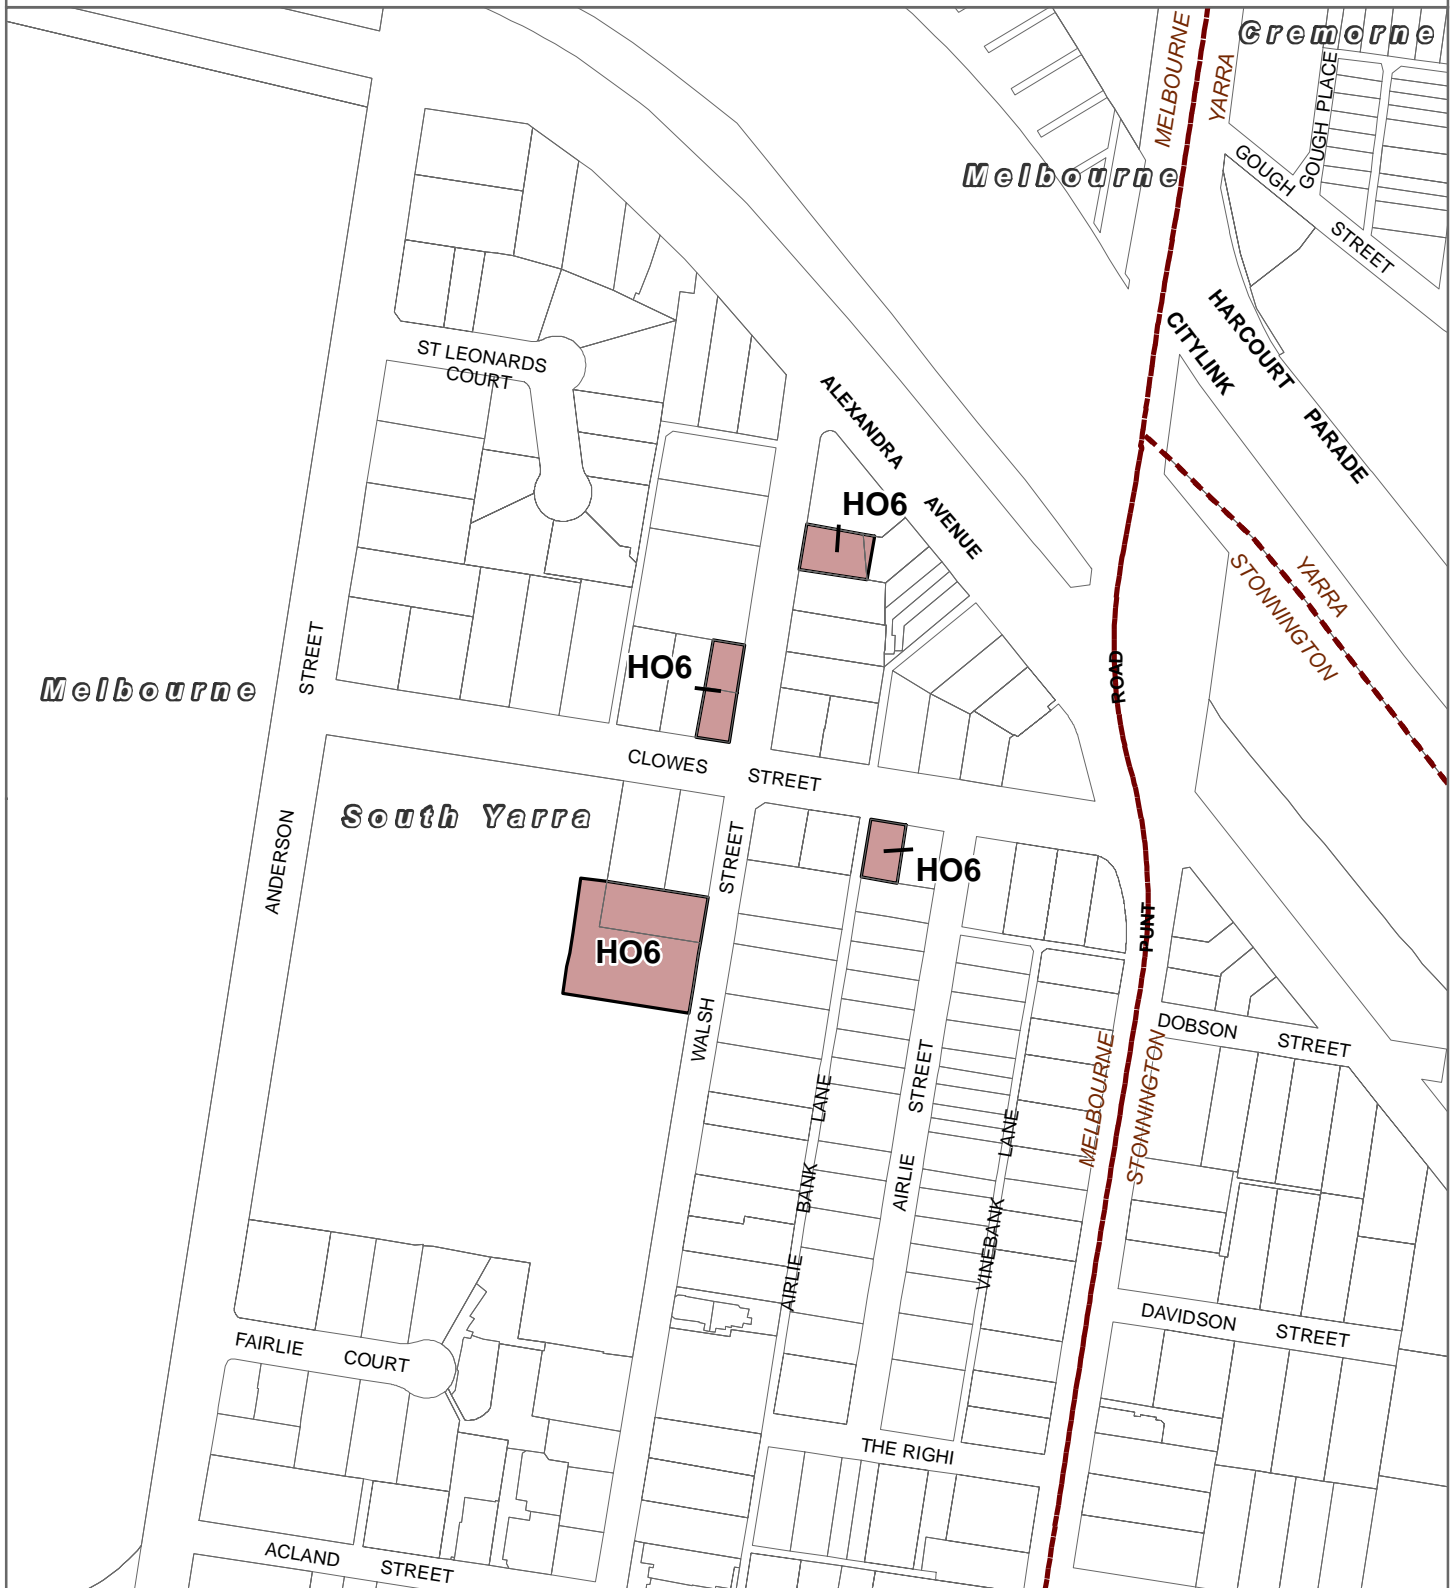 Cremorne
MELBOURNE
YARRA
GOUGH PLACE
GOUGH
STREET
Melbourne
HARCOURT
PARADE
CITYLINK
ST LEONARDS
COURT
ALEXANDRA
AVENUE
HO6
YARRA
STONNINGTON
STREET
ROAD
HO6
Melbourne
CLOWES
STREET
South Yarra
ANDERSON
STREET
HO6
PUNT
HO6
WALSH
DOBSON
STREET
MELBOURNE
STONNINGTON
LANE
STREET
LANE
BANK
AIRLIE
VINEBANK
AIRLIE
DAVIDSON
STREET
FAIRLIE
COURT
THE RIGHI
ACLAND
STREET